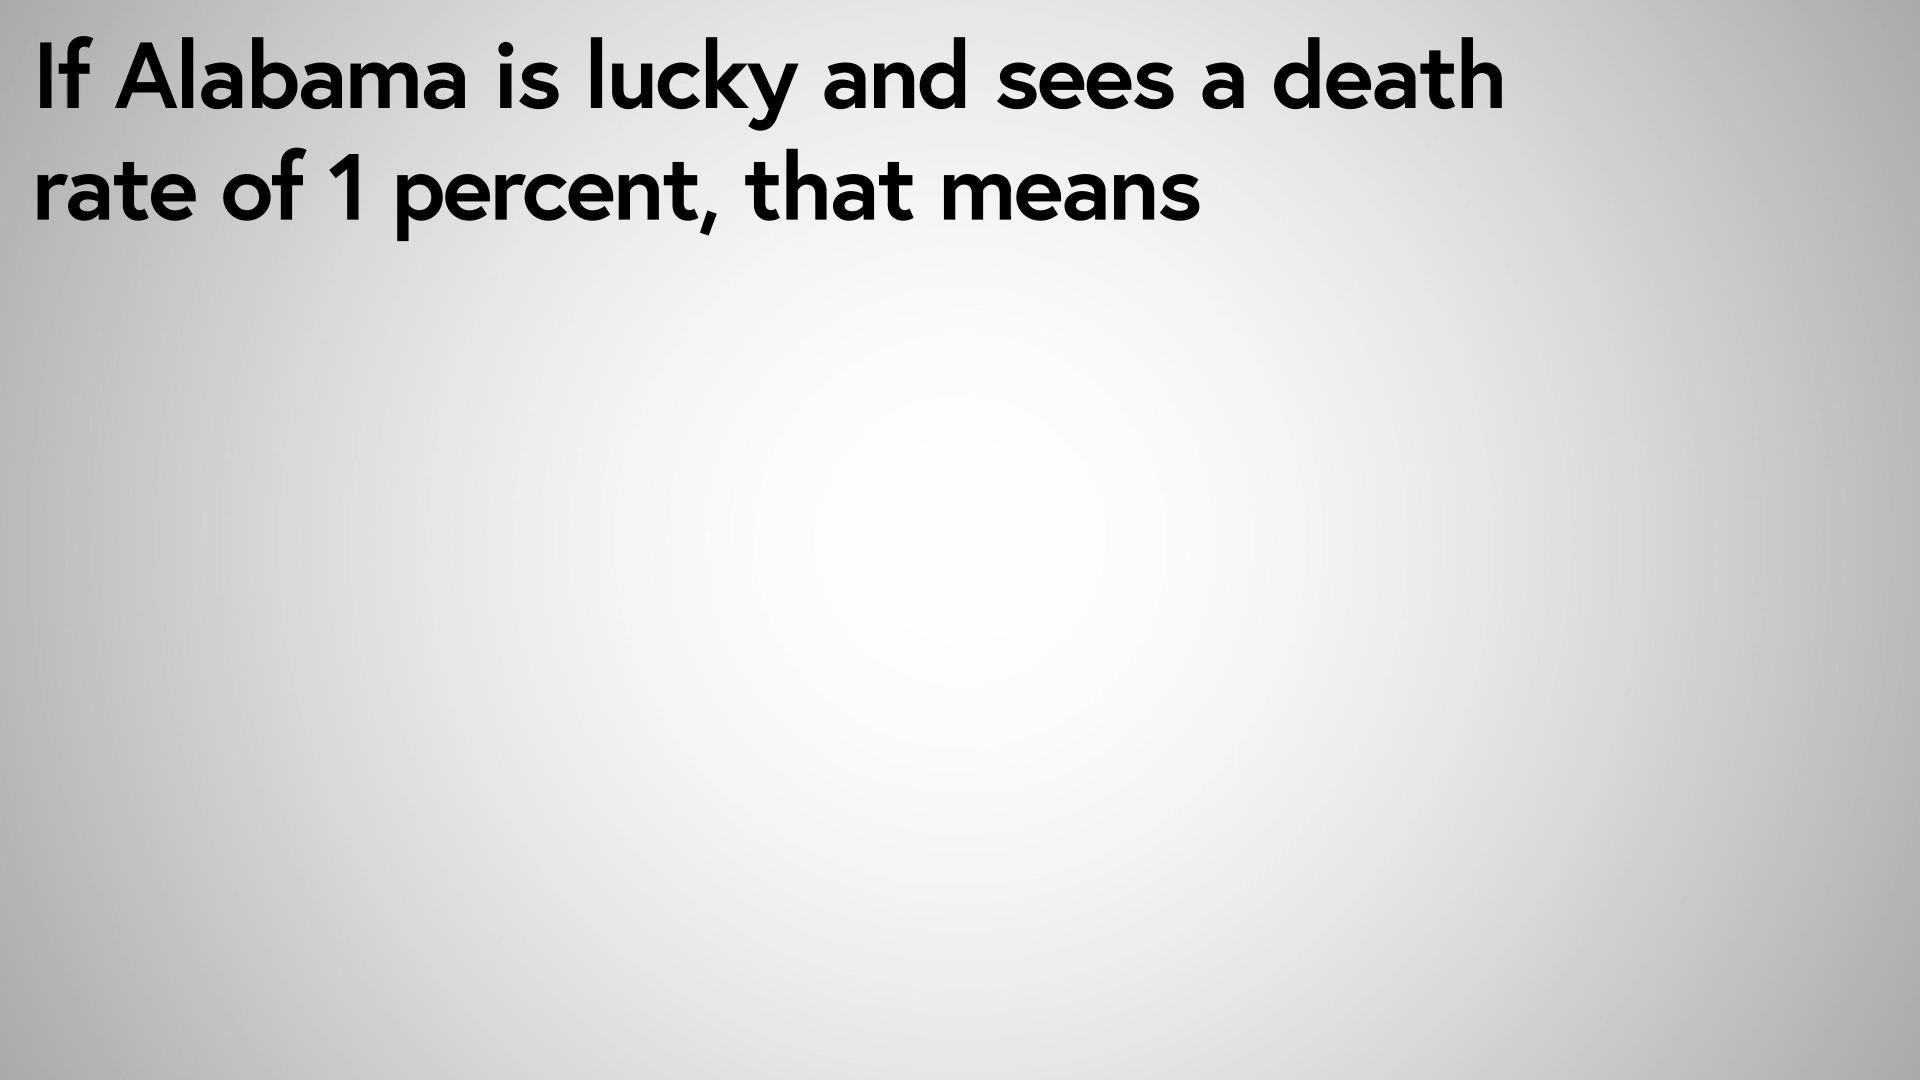 If Alabama is lucky and sees a death
rate of 1 percent, that means